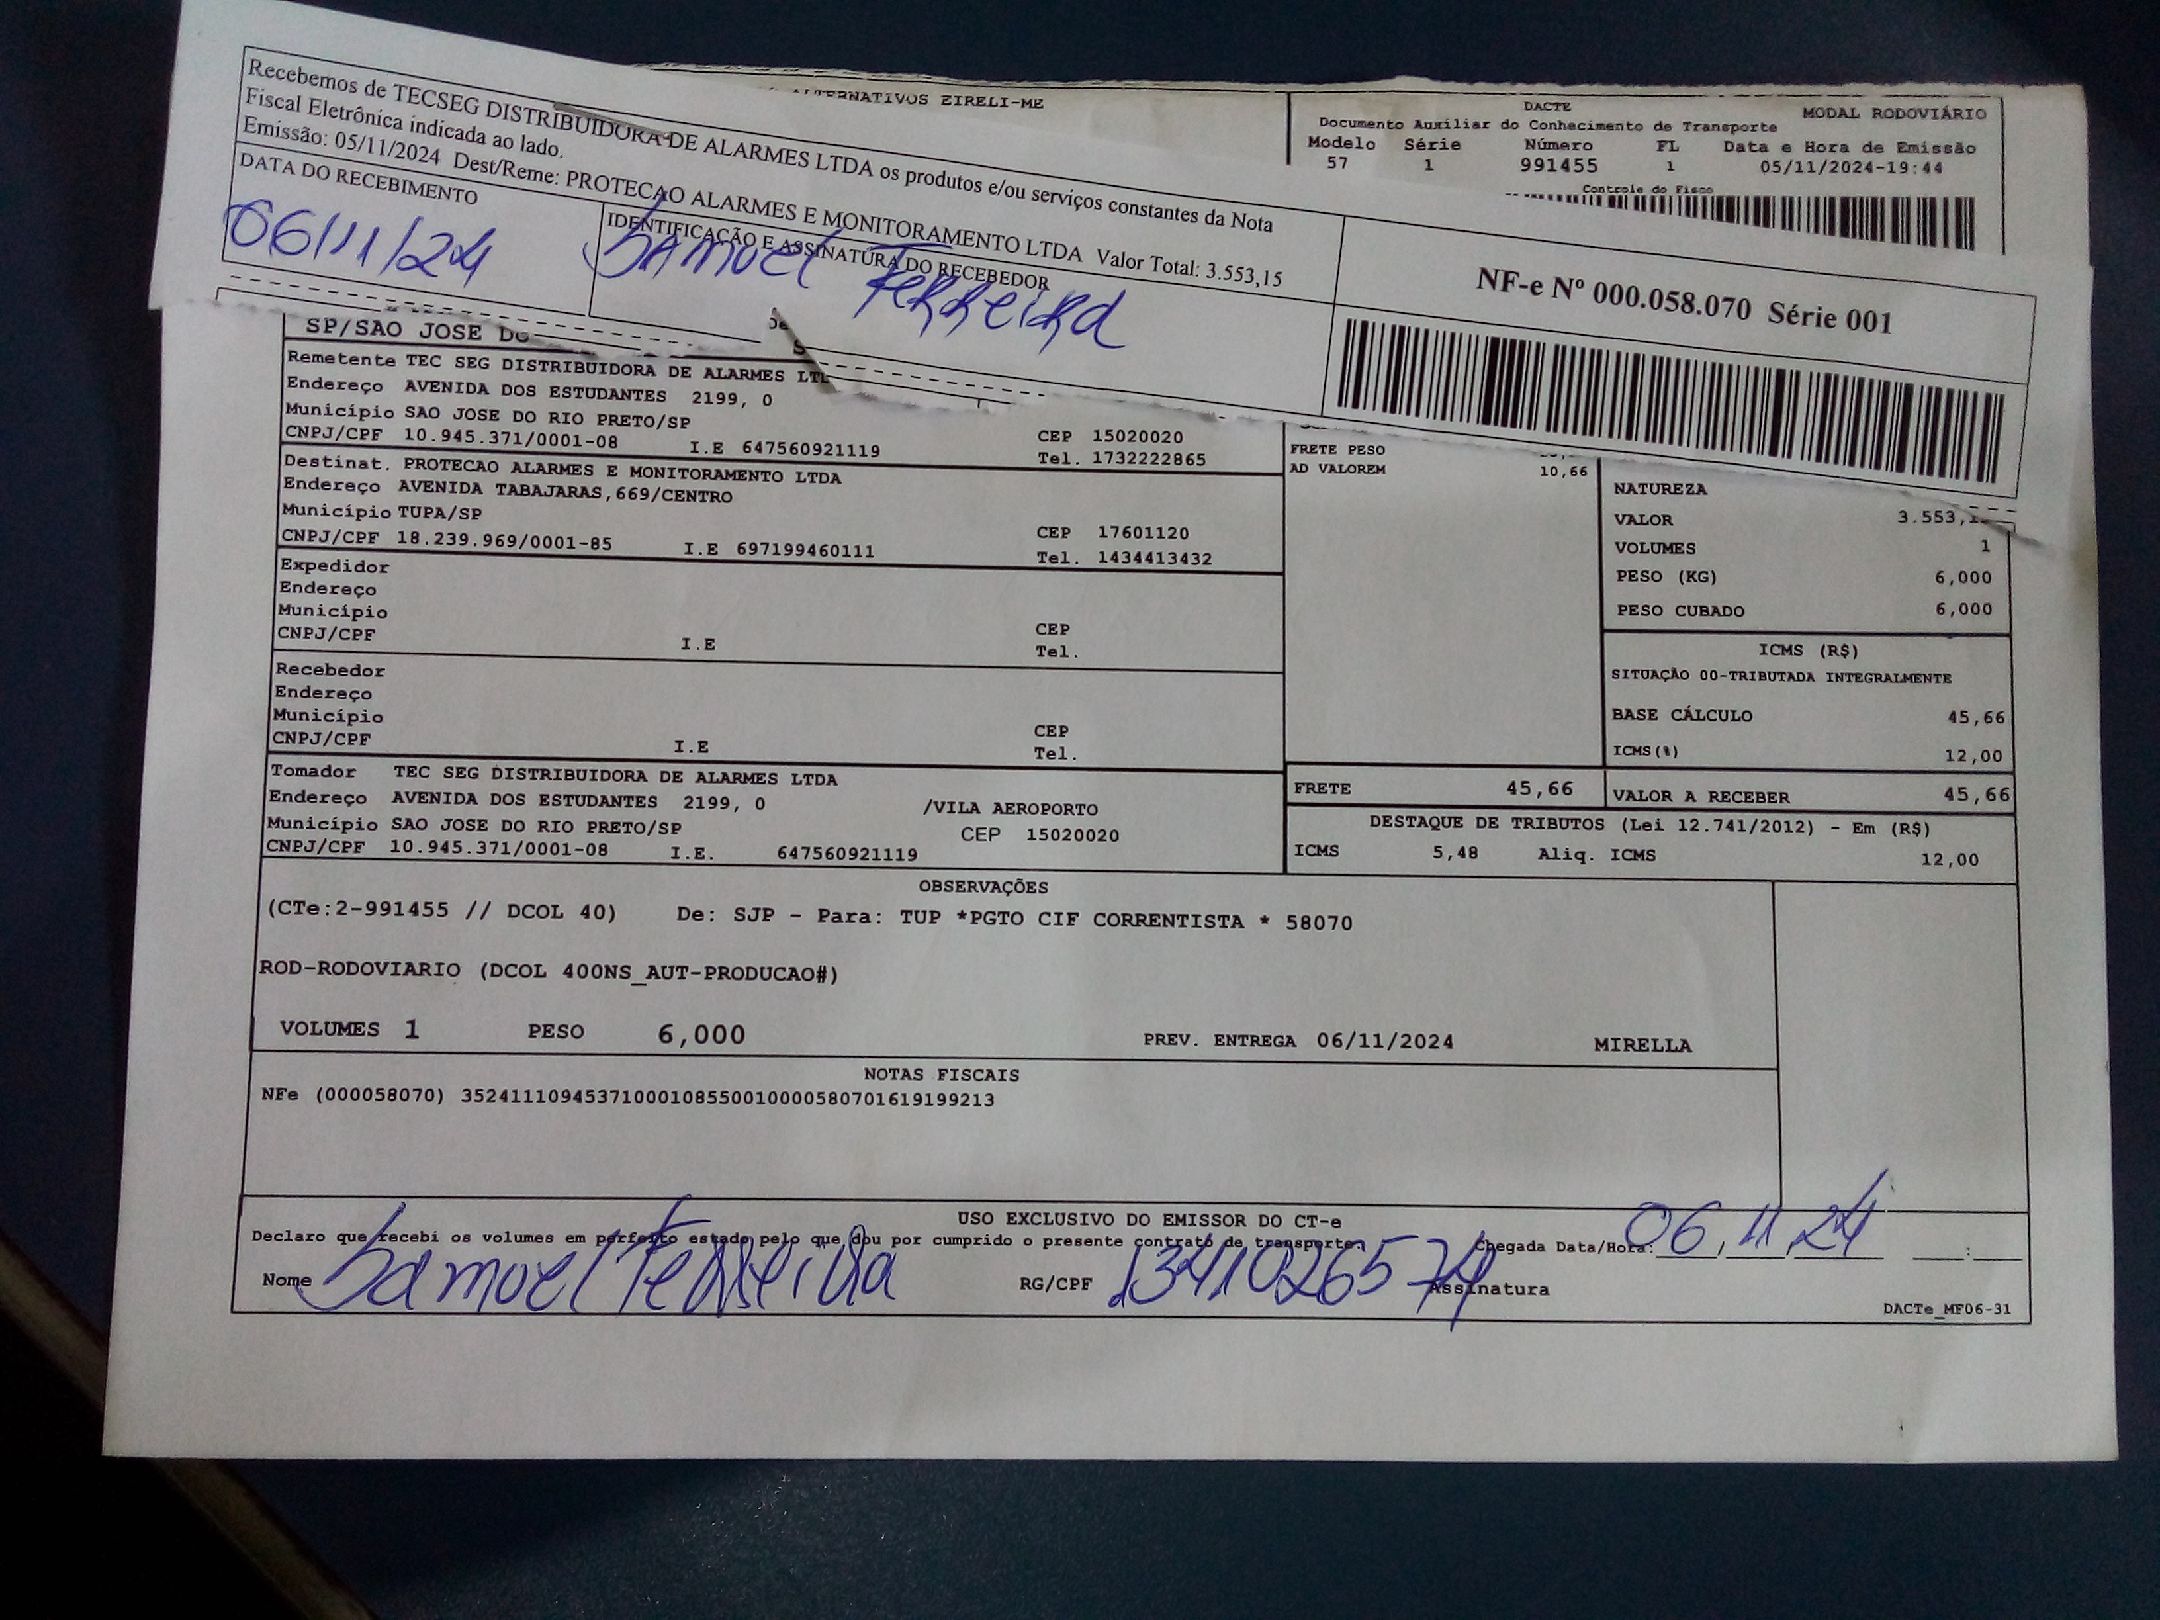 Recebemos de TECSEG DISTRIBUIDORA DE ALARMES LTDA os produtos e/ou serviços constantes da Nota
Fiscal Eletrônica indicada ao lado.
Emissão: 05/11/2024 Dest/Reme: PROTECAO ALARMES E MONITORAMENTO LTDA Valor Total: 3.553,15
DATA DO RECEBIMENTO
06/11/24
IDENTIFICAÇÃO E ASSINATURA DO RECEBEDOR
Samoel Ferreira
NF-e Nº 000.058.070 Série 001
ALTERNATIVOS EIRELI-ME
DACTE
MODAL RODOVIÁRIO
Documento Auxiliar do Conhecimento de Transporte
Modelo Série Número FL Data e Hora de Emissão
57 1 991455 1 05/11/2024-19:44
Controle do Fisco
SP/SAO JOSE DO
Remetente TEC SEG DISTRIBUIDORA DE ALARMES LTD
Endereço AVENIDA DOS ESTUDANTES 2199, 0
Município SAO JOSE DO RIO PRETO/SP
CEP 15020020
CNPJ/CPF 10.945.371/0001-08 I.E 647560921119
Tel. 1732222865
Destinat. PROTECAO ALARMES E MONITORAMENTO LTDA
Endereço AVENIDA TABAJARAS,669/CENTRO
Município TUPA/SP
CEP 17601120
CNPJ/CPF 18.239.969/0001-85 I.E 697199460111
Tel. 1434413432
Expedidor
Endereço
Município
CEP
CNPJ/CPF I.E
Tel.
Recebedor
Endereço
Município
CEP
CNPJ/CPF I.E
Tel.
Tomador TEC SEG DISTRIBUIDORA DE ALARMES LTDA
Endereço AVENIDA DOS ESTUDANTES 2199, 0 /VILA AEROPORTO
Município SAO JOSE DO RIO PRETO/SP CEP 15020020
CNPJ/CPF 10.945.371/0001-08 I.E. 647560921119
FRETE PESO
AD VALOREM 10,66
NATUREZA
VALOR 3.553,1
VOLUMES 1
PESO (KG) 6,000
PESO CUBADO 6,000
ICMS (R$)
SITUAÇÃO 00-TRIBUTADA INTEGRALMENTE
BASE CÁLCULO 45,66
ICMS(%) 12,00
FRETE 45,66
VALOR A RECEBER 45,66
DESTAQUE DE TRIBUTOS (Lei 12.741/2012) - Em (R$)
ICMS 5,48 Aliq. ICMS 12,00
OBSERVAÇÕES
(CTe:2-991455 // DCOL 40) De: SJP - Para: TUP *PGTO CIF CORRENTISTA * 58070
ROD-RODOVIARIO (DCOL 400NS_AUT-PRODUCAO#)
VOLUMES 1 PESO 6,000 PREV. ENTREGA 06/11/2024 MIRELLA
NOTAS FISCAIS
NFe (000058070) 35241110945371000108550010000580701619199213
USO EXCLUSIVO DO EMISSOR DO CT-e
Declaro que recebi os volumes em perfeito estado pelo que dou por cumprido o presente contrato de transporte.
Chegada Data/Hora: 06, 11, 24 :
Nome Samoel Ferreira RG/CPF 1341026574 Assinatura
DACTe_MF06-31